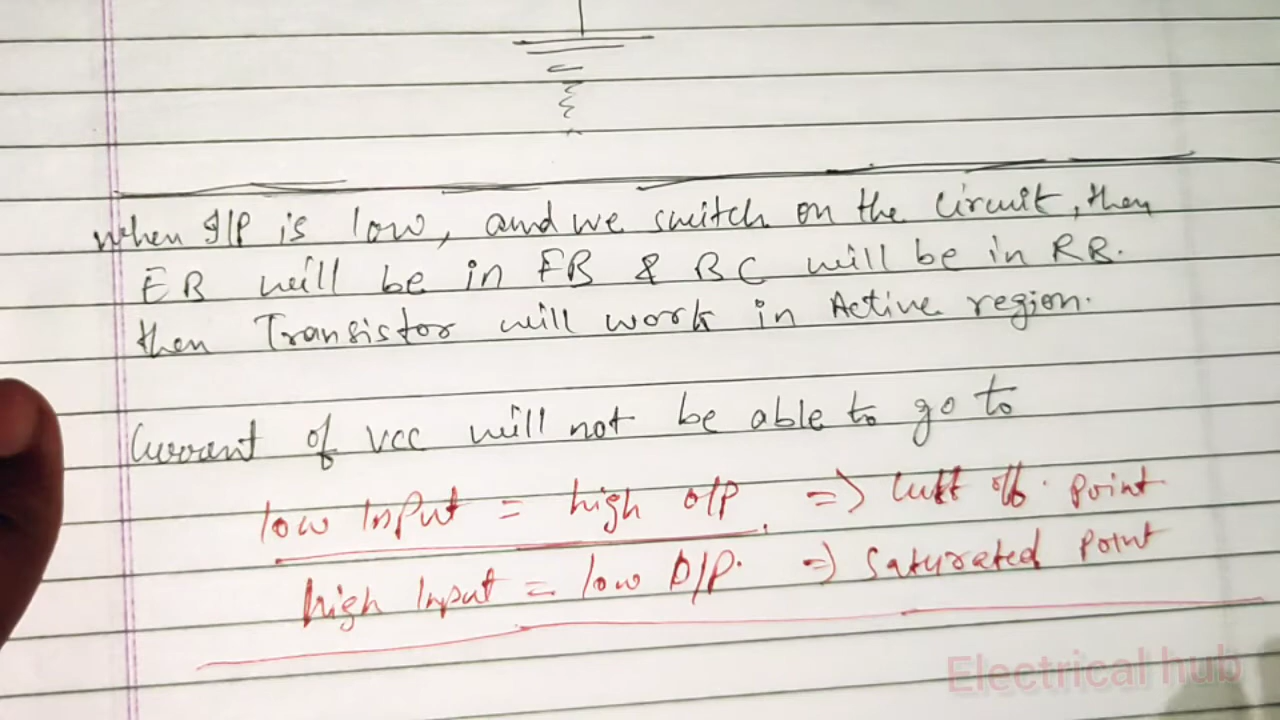 When I/P is low, and we switch on the circuit, then
EB will be in FB & BC will be in RB.
then Transistor will work in Active region.
Current of VCC will not be able to go to
low Input = high o/p => Cutt off. Point
high Input = low O/P. => Saturated Point
Electrical hub